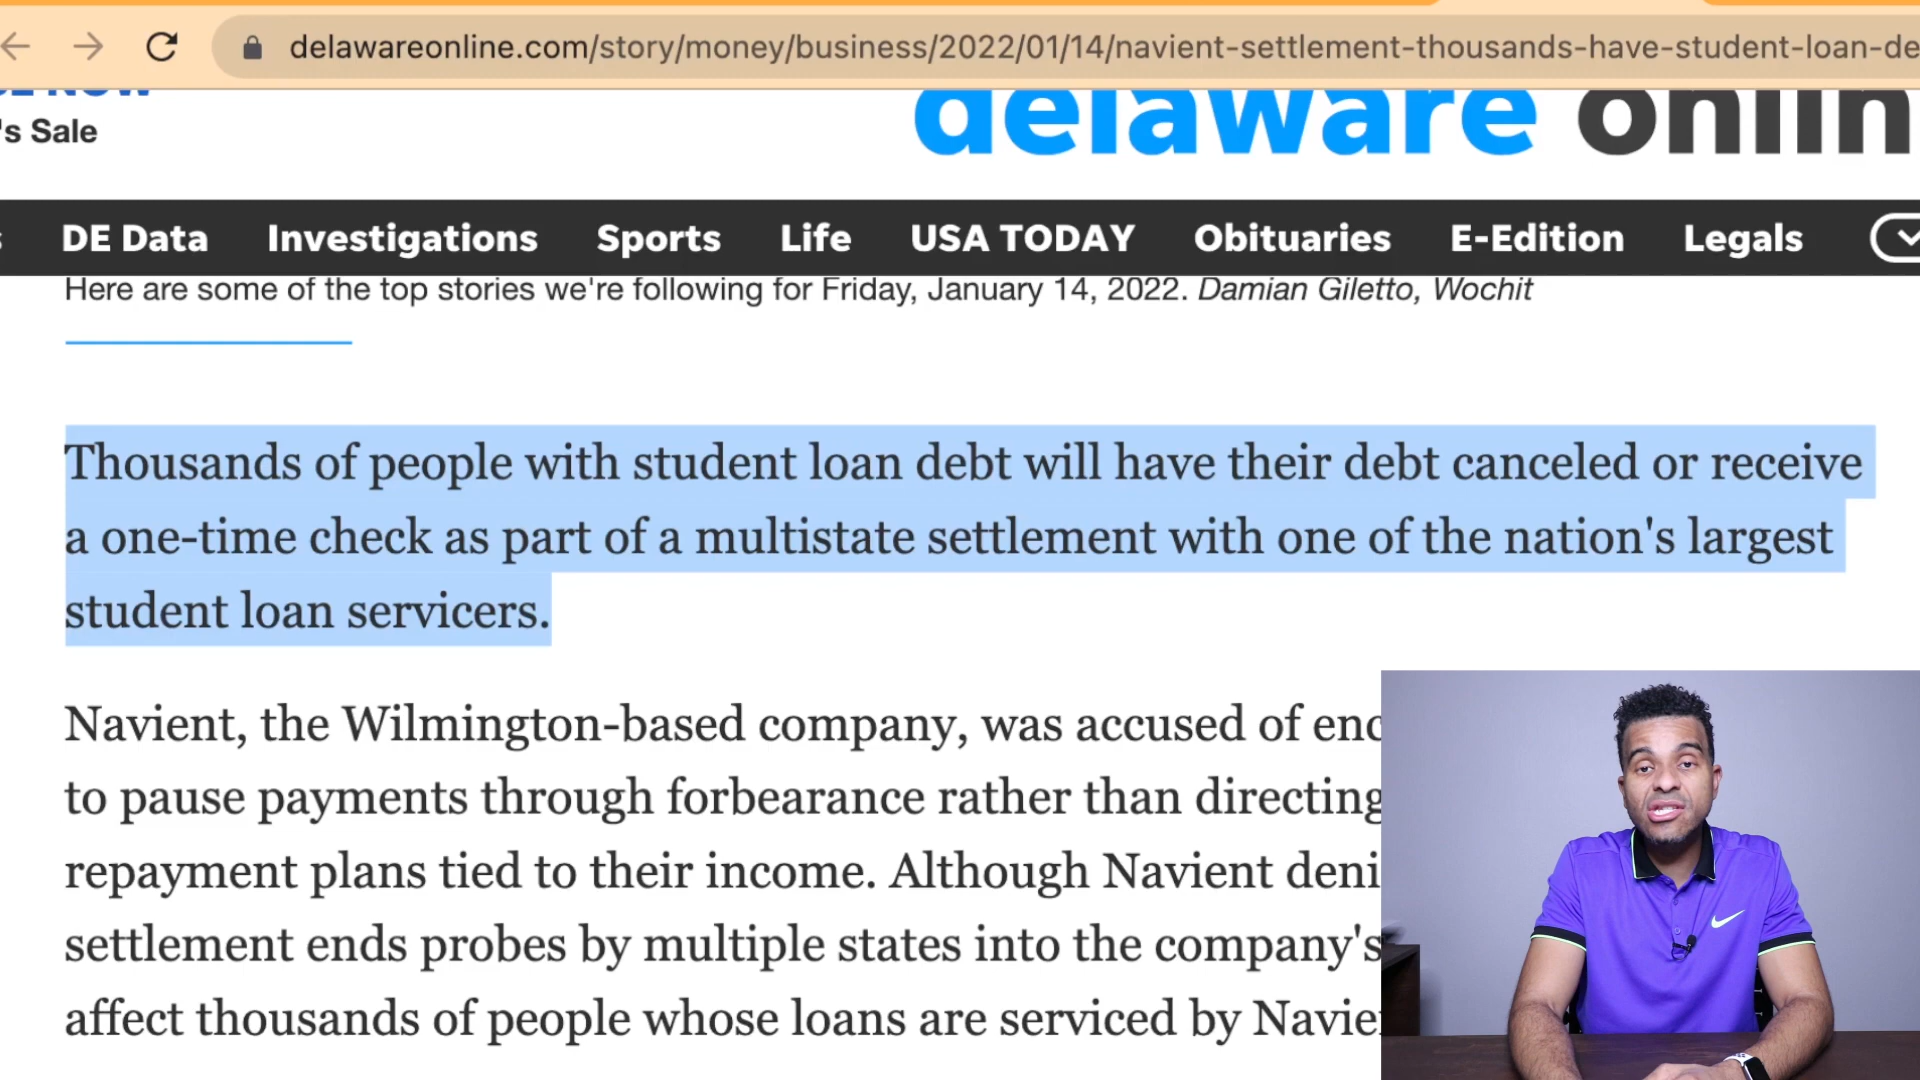 delawareonline.com/story/money/business/2022/01/14/navient-settlement-thousands-have-student-loan-de
's Sale
delaware onlin
DE Data Investigations Sports Life USA TODAY Obituaries E-Edition Legals
Here are some of the top stories we're following for Friday, January 14, 2022. Damian Giletto, Wochit
Thousands of people with student loan debt will have their debt canceled or receive
a one-time check as part of a multistate settlement with one of the nation's largest
student loan servicers.
Navient, the Wilmington-based company, was accused of enc
to pause payments through forbearance rather than directing
repayment plans tied to their income. Although Navient deni
settlement ends probes by multiple states into the company's
affect thousands of people whose loans are serviced by Navie